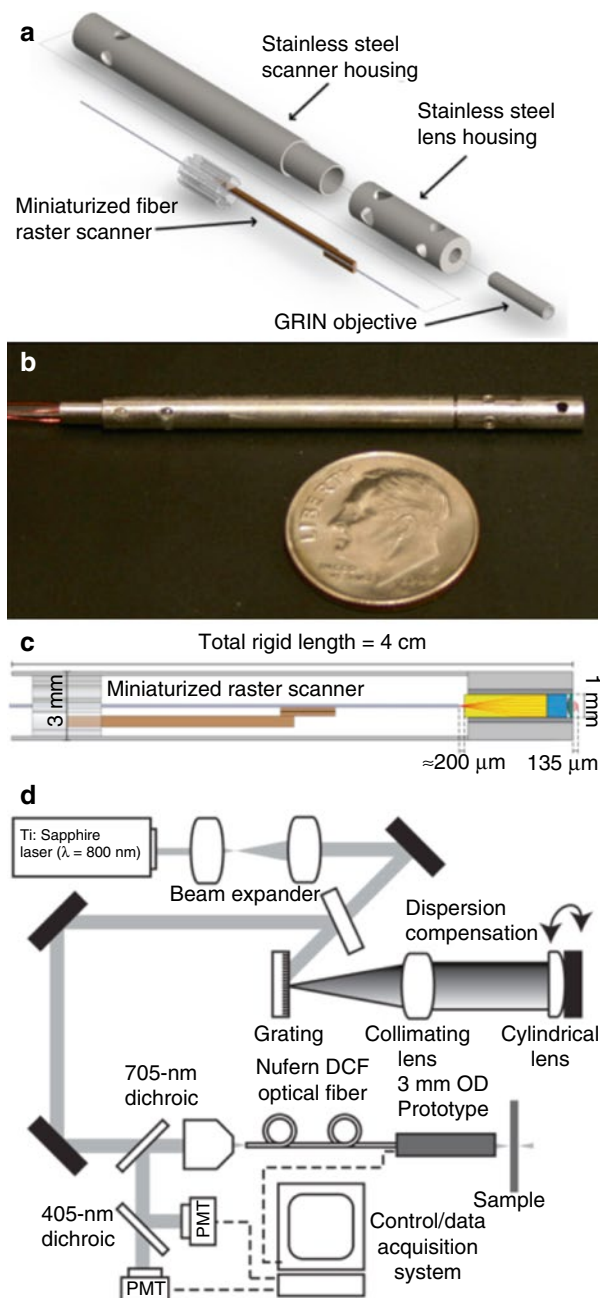 a
Stainless steel
scanner housing
Stainless steel
lens housing
Miniaturized fiber
raster scanner
GRIN objective
b
LIBERTY
c
Total rigid length = 4 cm
Miniaturized raster scanner
3 mm
1 mm
≈200 μm
135 μm
d
Ti: Sapphire
laser (λ = 800 nm)
Beam expander
Dispersion
compensation
Grating
Collimating
lens
Cylindrical
lens
705-nm
dichroic
Nufern DCF
optical fiber
3 mm OD
Prototype
Sample
405-nm
dichroic
PMT
PMT
Control/data
acquisition
system